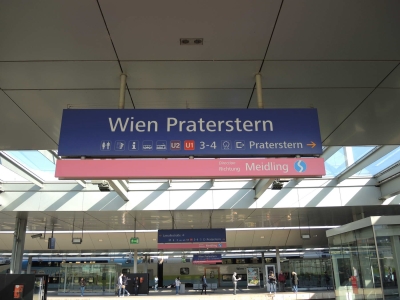 Wien Praterstern
i U2 U1 3-4 Praterstern →
Richtung Meidling S